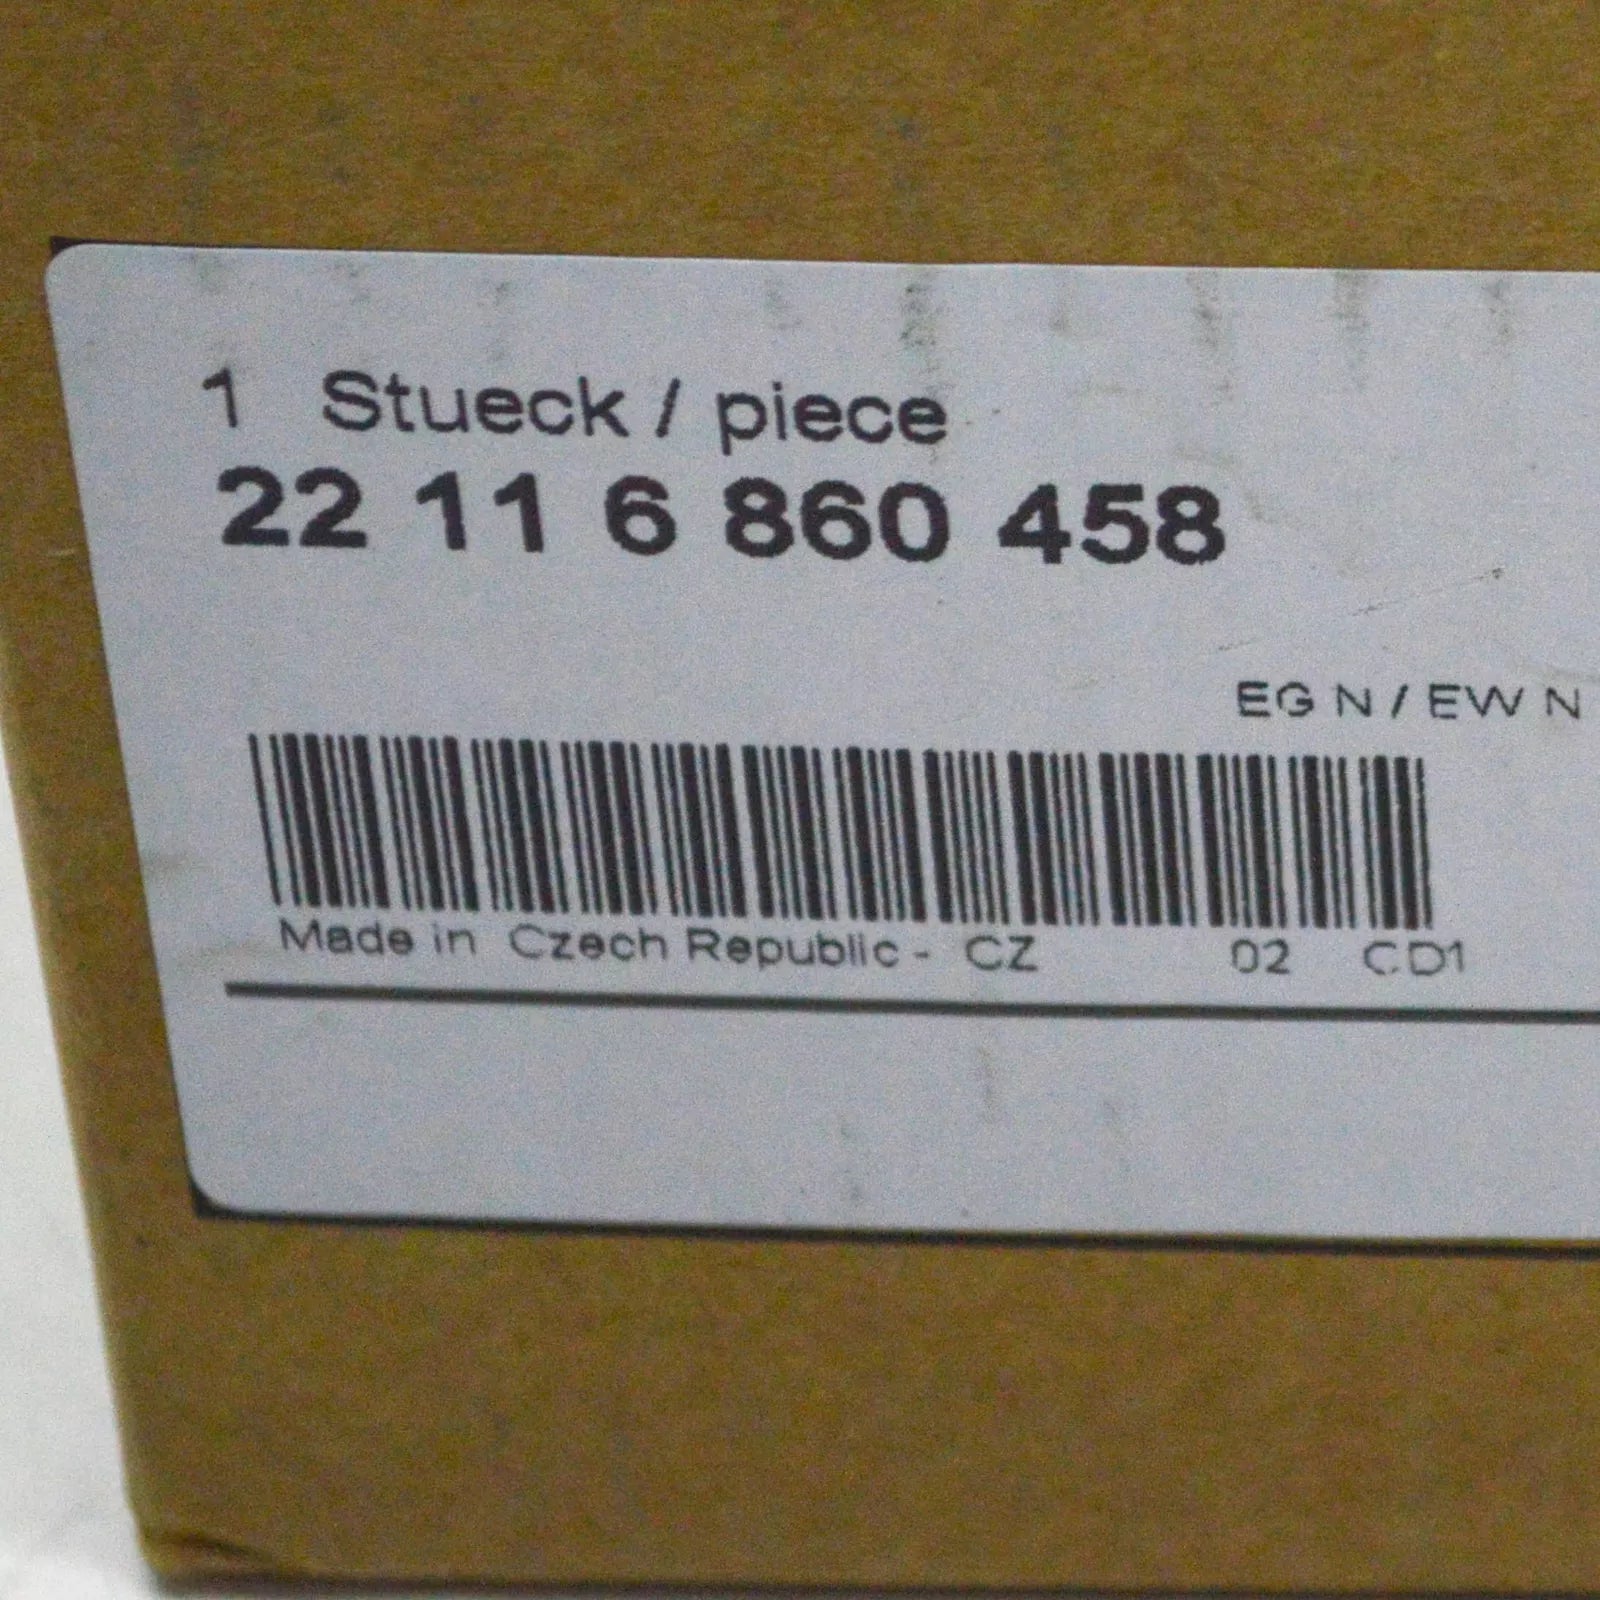 1 Stueck / piece
22 11 6 860 458
EG N / EW N
Made in Czech Republic - CZ 02 CD1